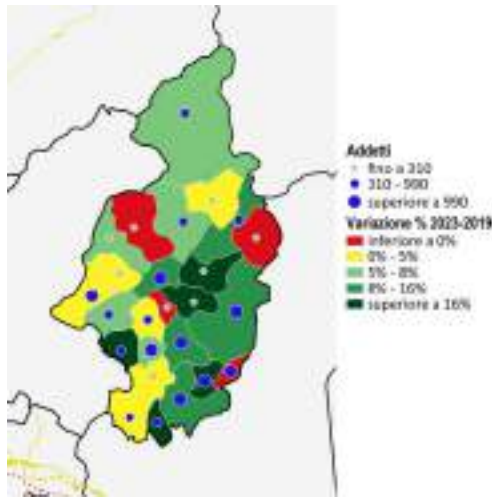 Addetti
fino a 310
310 - 990
superiore a 990
Variazione % 2023-2019
inferiore a 0%
0% - 5%
5% - 8%
8% - 16%
superiore a 16%